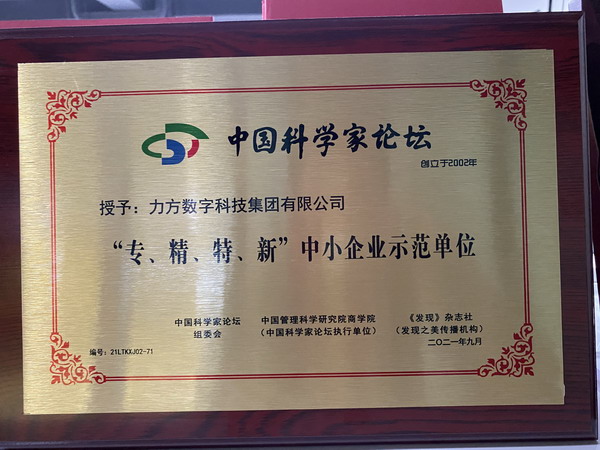 中国科学家论坛
创立于2002年
授予：力方数字科技集团有限公司
“专、精、特、新”中小企业示范单位
中国科学家论坛
组委会
中国管理科学研究院商学院
（中国科学家论坛执行单位）
《发现》杂志社
（发现之美传播机构）
二〇二一年九月
编号：21LTKXJ02-71